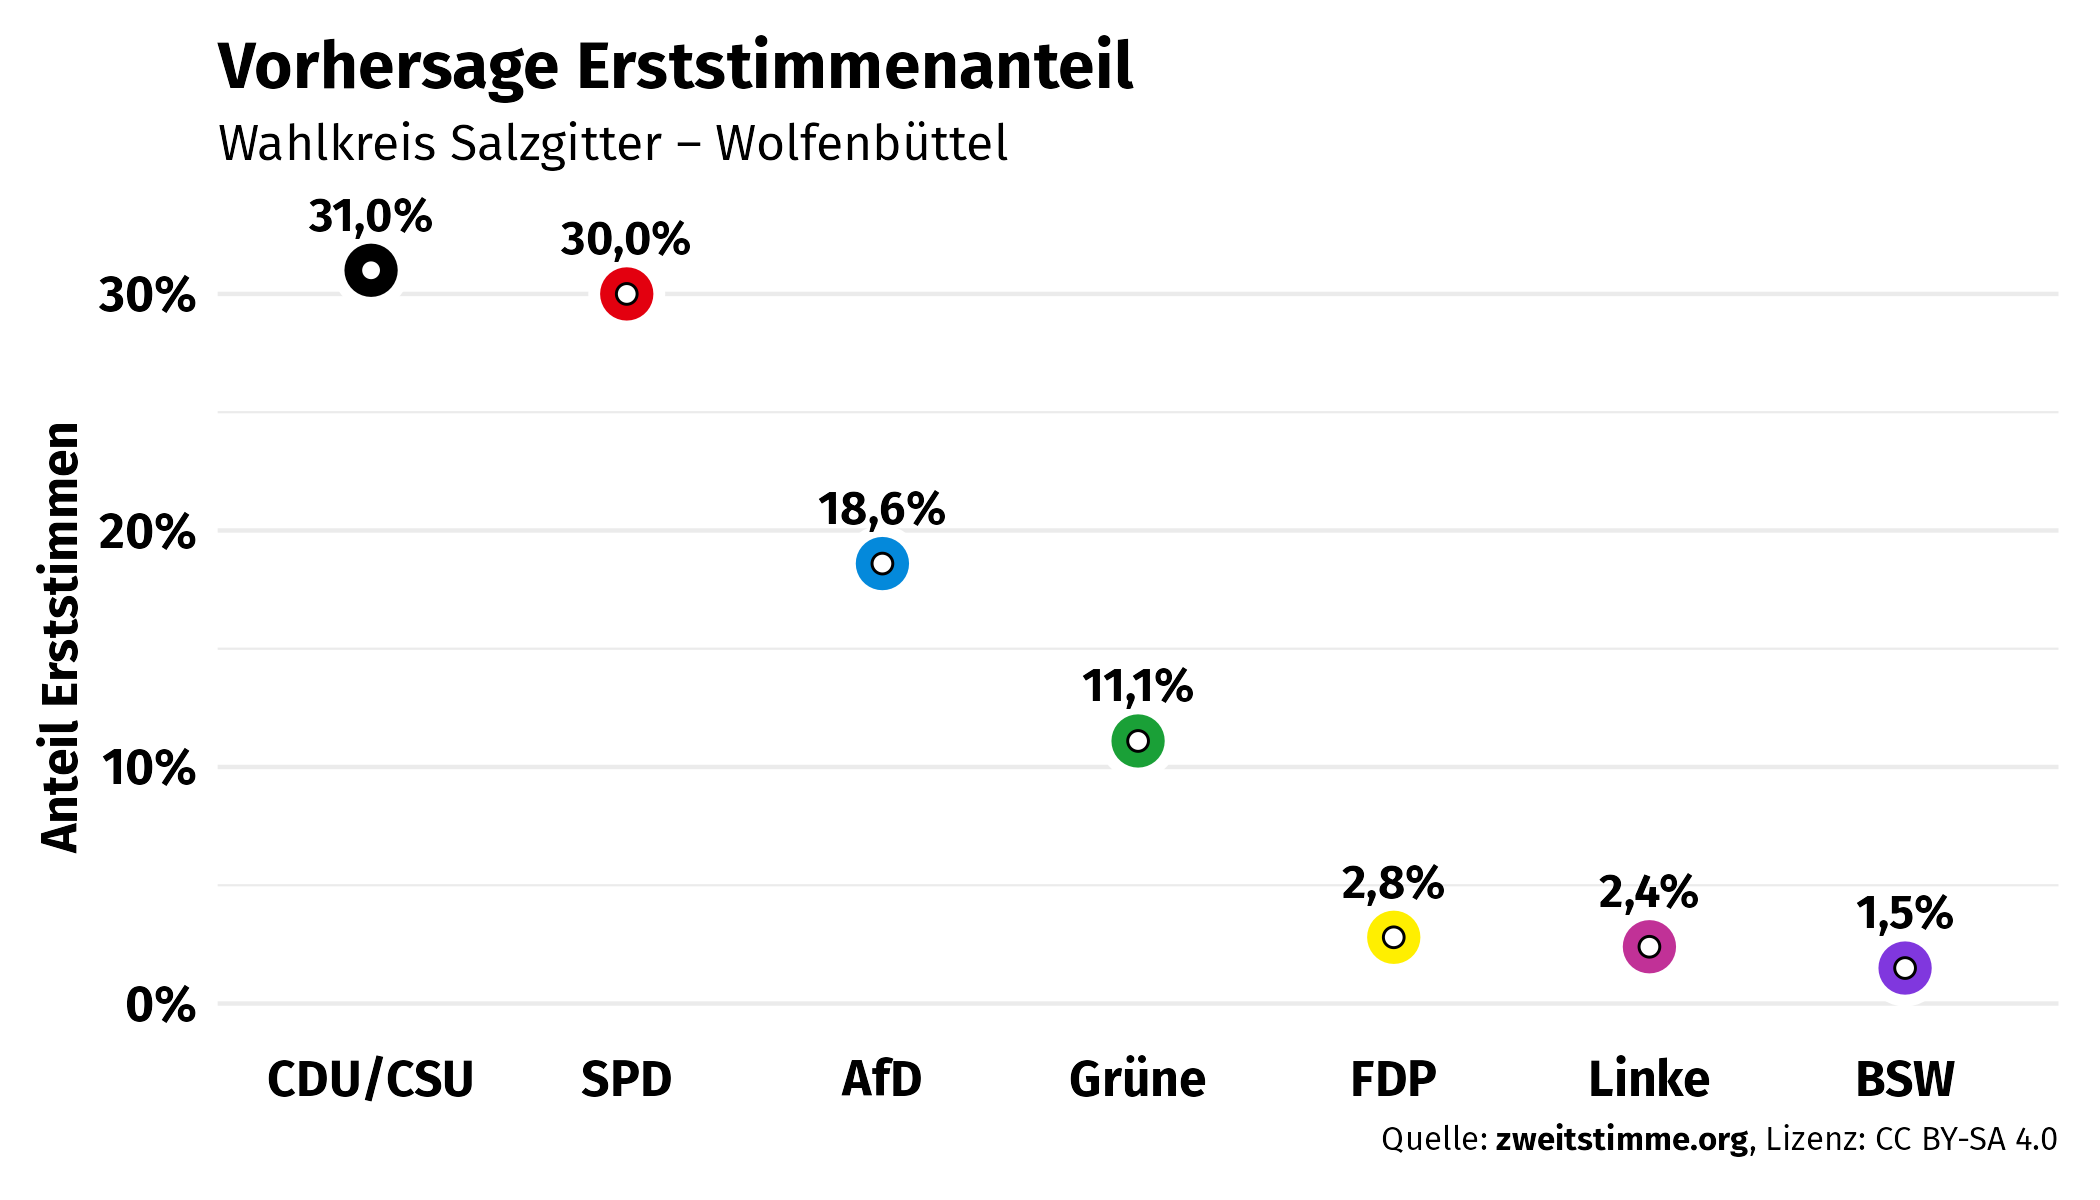 Vorhersage Erststimmenanteil
Wahlkreis Salzgitter – Wolfenbüttel
Anteil Erststimmen
30%
20%
10%
0%
31,0%
30,0%
18,6%
11,1%
2,8%
2,4%
1,5%
CDU/CSU SPD AfD Grüne FDP Linke BSW
Quelle: zweitstimme.org, Lizenz: CC BY-SA 4.0